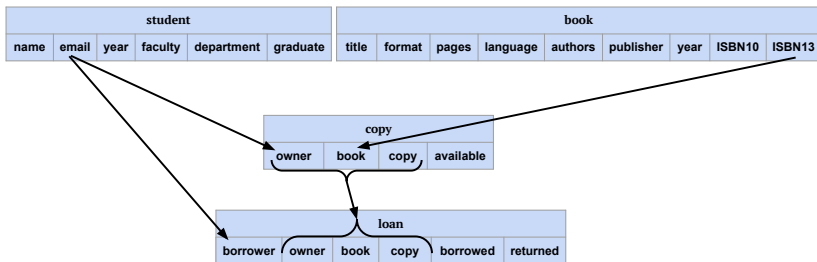 student book
name email year faculty department graduate title format pages language authors publisher year ISBN10 ISBN13
copy
owner book copy available
loan
borrower owner book copy borrowed returned